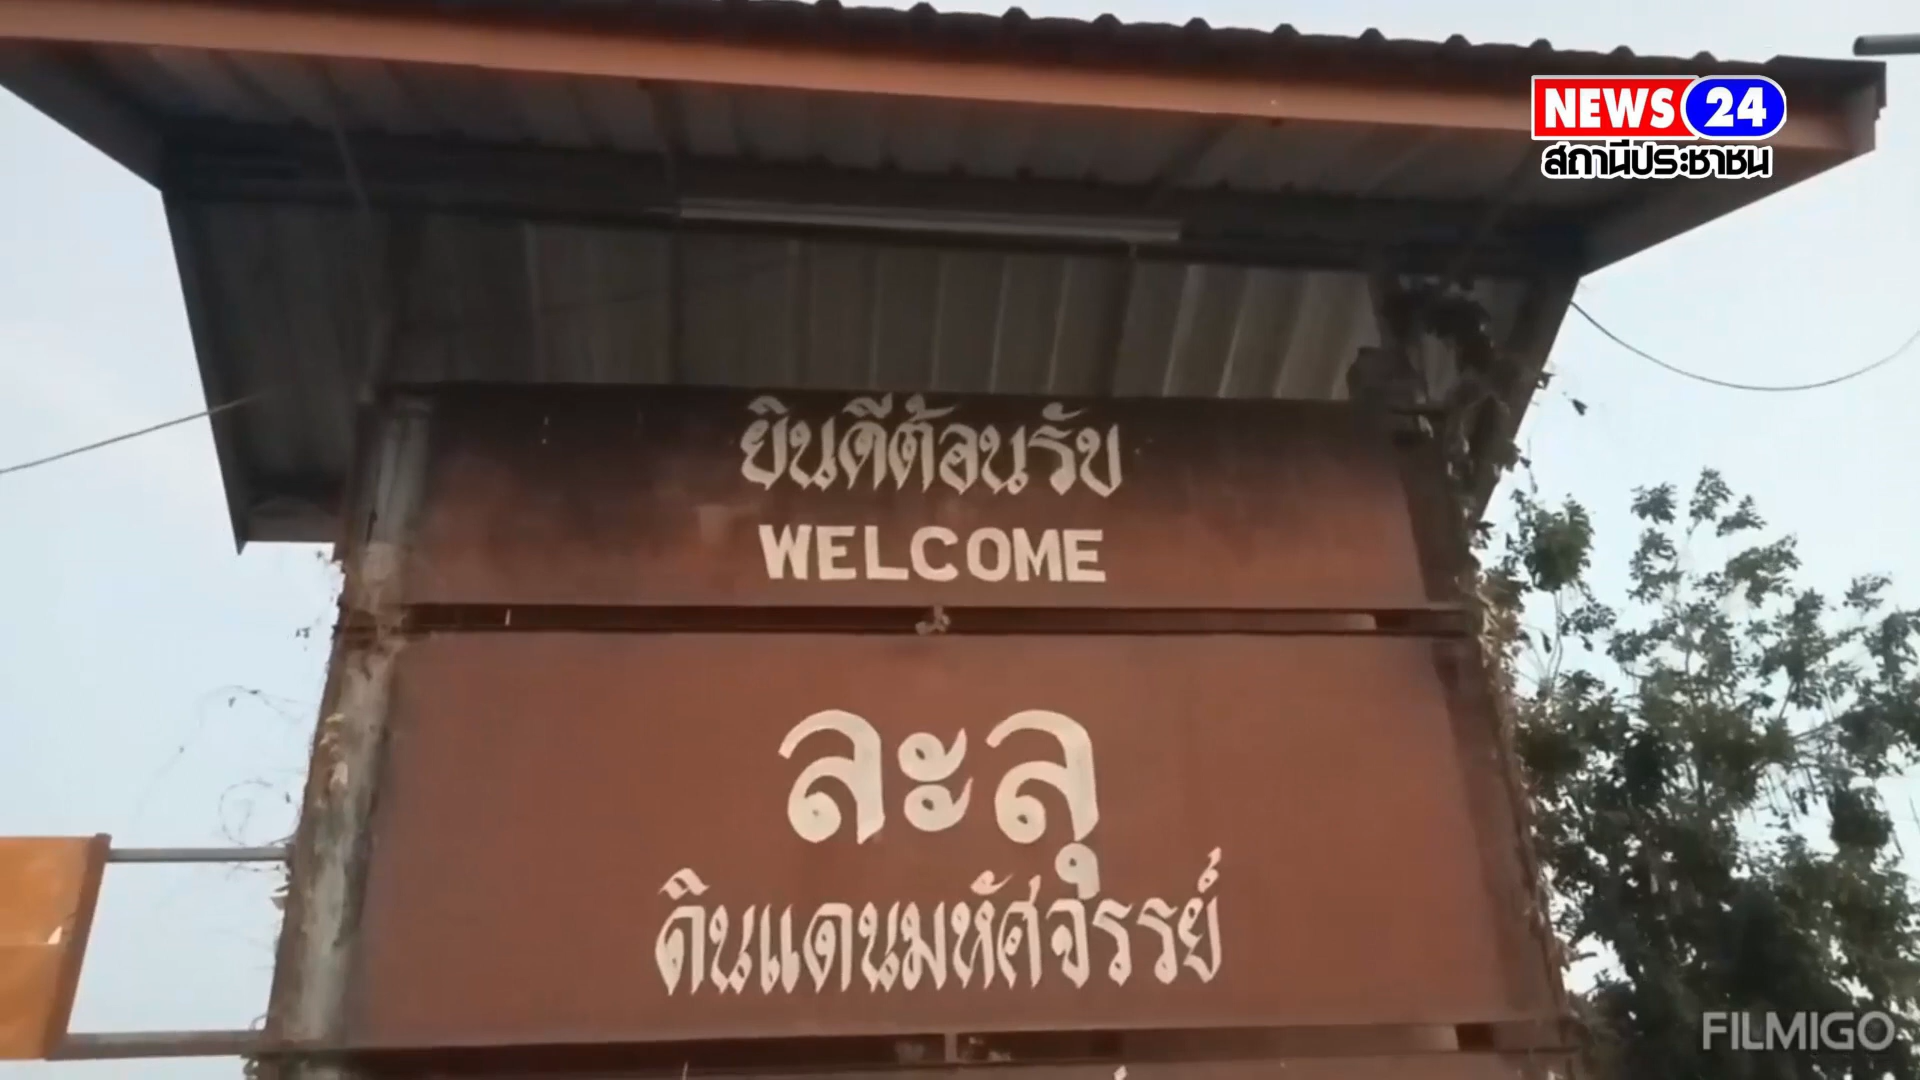 NEWS 24
สถานีประชาชน
ยินดีต้อนรับ
WELCOME
ละลุ
ดินแดนมหัศจรรย์
FILMIGO